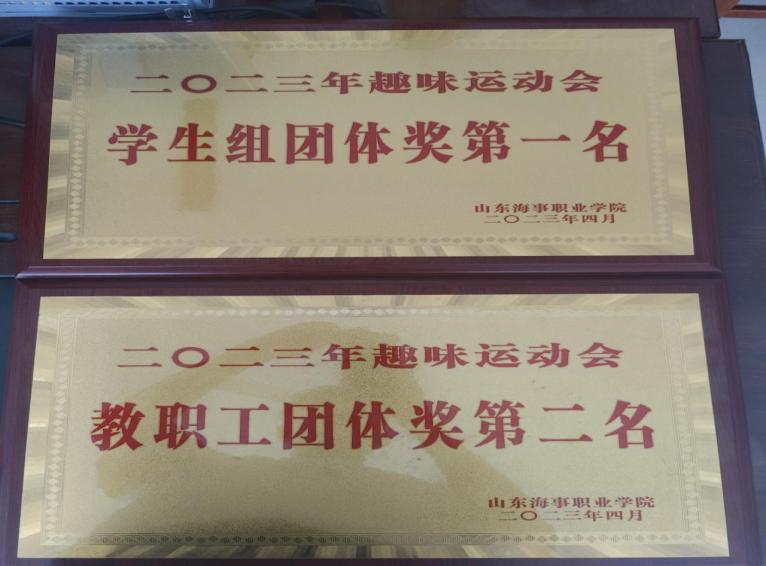 二〇二三年趣味运动会
学生组团体奖第一名
山东海事职业学院
二〇二三年四月
二〇二三年趣味运动会
教职工团体奖第二名
山东海事职业学院
二〇二三年四月